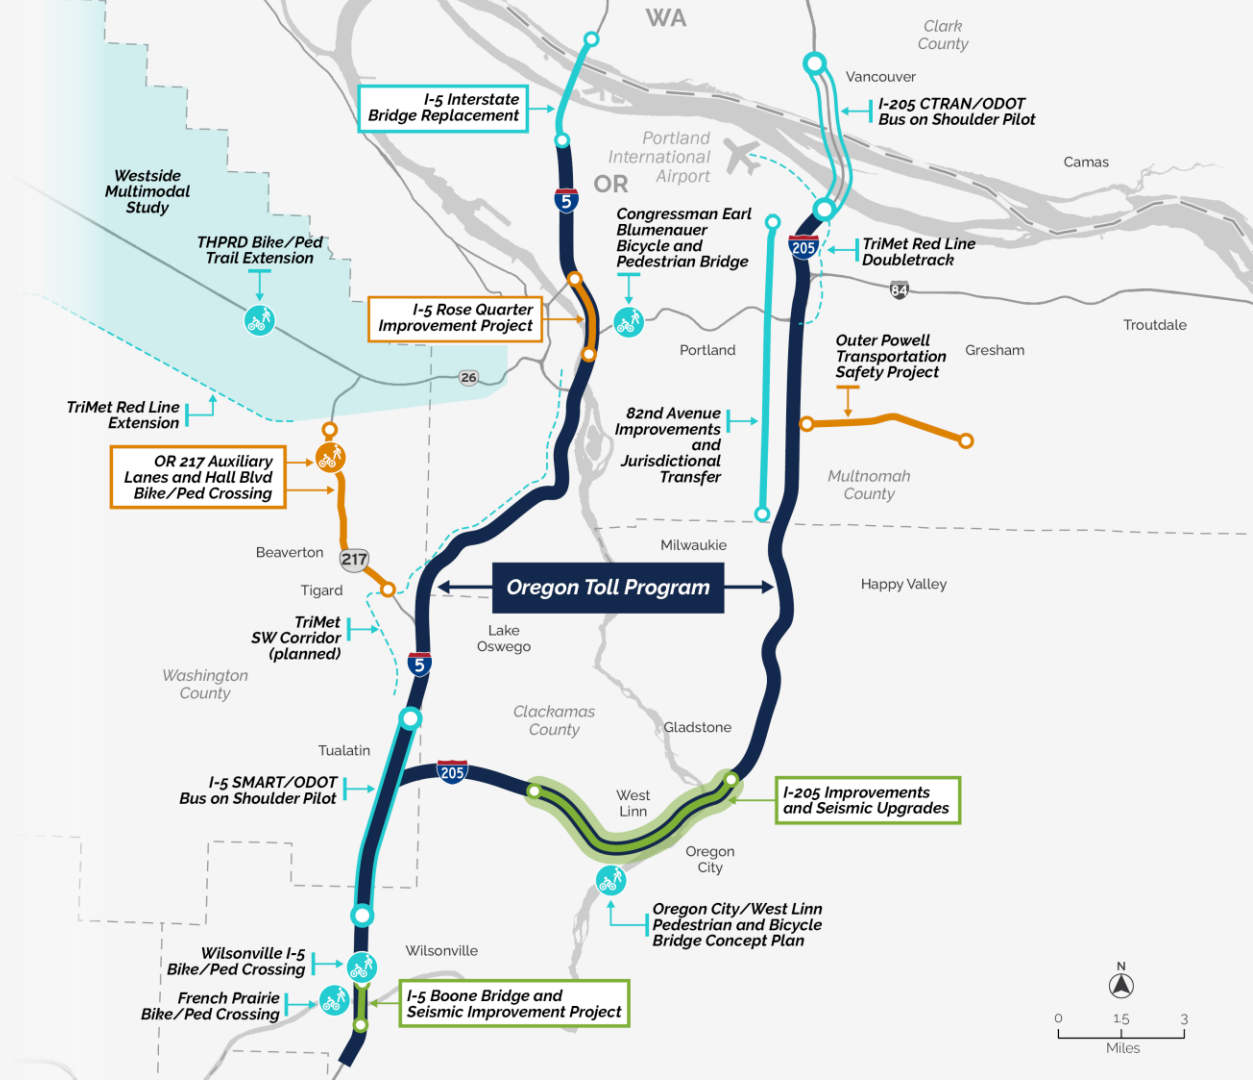 WA
Clark
County
Vancouver
I-5 Interstate
Bridge Replacement
I-205 CTRAN/ODOT
Bus on Shoulder Pilot
Portland
International
Airport
Camas
OR
Westside
Multimodal
Study
5
Congressman Earl
Blumenauer
Bicycle and
Pedestrian Bridge
THPRD Bike/Ped
Trail Extension
205
TriMet Red Line
Doubletrack
84
I-5 Rose Quarter
Improvement Project
Troutdale
Portland
Outer Powell
Transportation
Safety Project
Gresham
26
TriMet Red Line
Extension
82nd Avenue
Improvements
and
Jurisdictional
Transfer
OR 217 Auxiliary
Lanes and Hall Blvd
Bike/Ped Crossing
Multnomah
County
Beaverton
217
Milwaukie
Tigard
Oregon Toll Program
Happy Valley
TriMet
SW Corridor
(planned)
Lake
Oswego
5
Washington
County
Clackamas
County
Gladstone
Tualatin
205
I-5 SMART/ODOT
Bus on Shoulder Pilot
West
Linn
I-205 Improvements
and Seismic Upgrades
Oregon
City
Oregon City/West Linn
Pedestrian and Bicycle
Bridge Concept Plan
Wilsonville I-5
Bike/Ped Crossing
Wilsonville
French Prairie
Bike/Ped Crossing
I-5 Boone Bridge and
Seismic Improvement Project
N
0 1.5 3
Miles